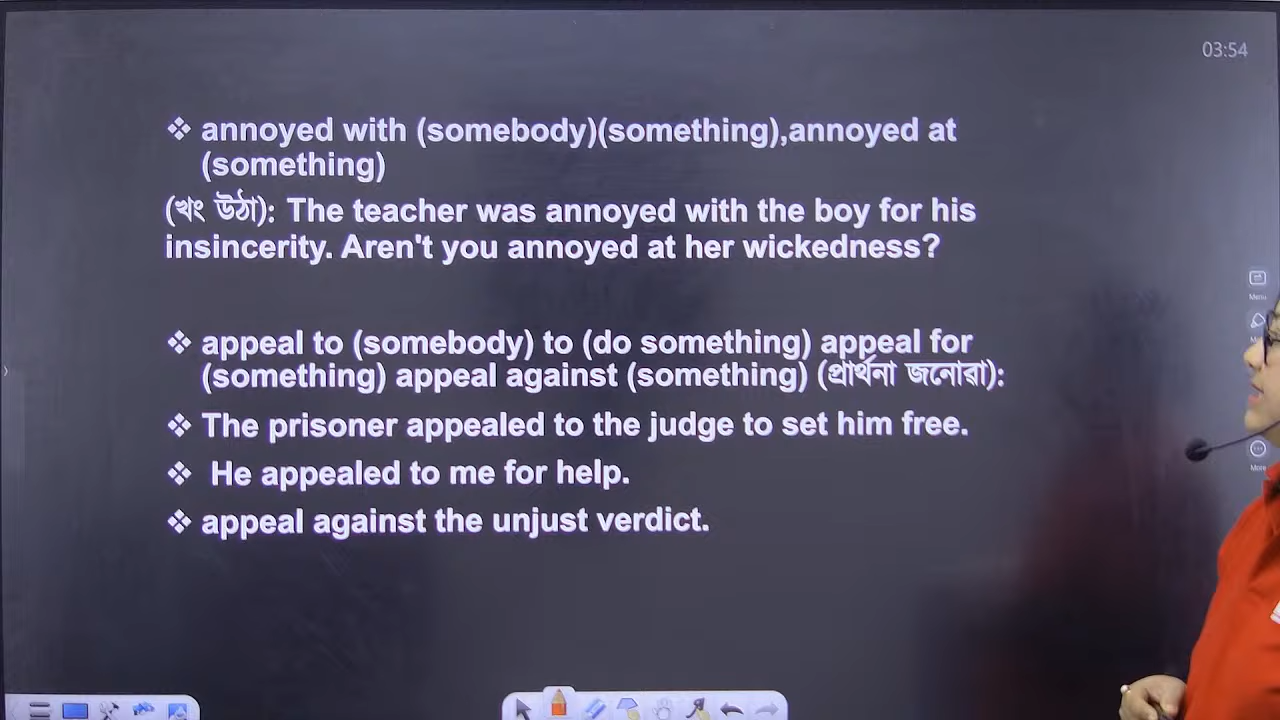 03:54
❖ annoyed with (somebody)(something),annoyed at
(something)
(খং উঠা): The teacher was annoyed with the boy for his
insincerity. Aren't you annoyed at her wickedness?
❖ appeal to (somebody) to (do something) appeal for
(something) appeal against (something) (প্ৰাৰ্থনা জনোৱা):
❖ The prisoner appealed to the judge to set him free.
❖ He appealed to me for help.
❖ appeal against the unjust verdict.
Menu
More